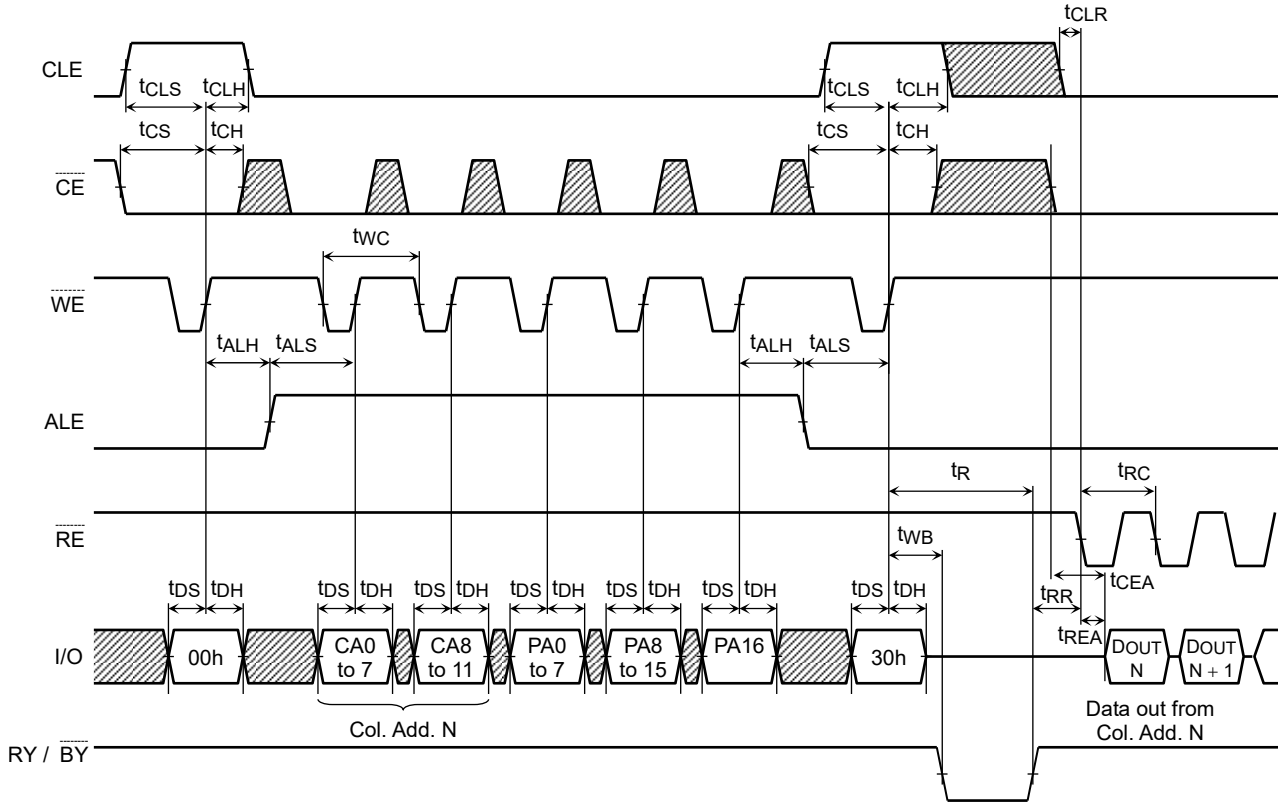 tCLR
CLE
tCLS tCLH tCLS tCLH
tCS tCH tCS tCH
CE
tWC
WE
tALH tALS tALH tALS
ALE
tR tRC
RE
tWB
tDS tDH tDS tDH tDS tDH tDS tDH tDS tDH tDS tDH tDS tDH tRR tCEA
tREA
I/O 00h CA0 to 7 CA8 to 11 PA0 to 7 PA8 to 15 PA16 30h DOUT N DOUT N + 1
Col. Add. N
Data out from
Col. Add. N
RY / BY